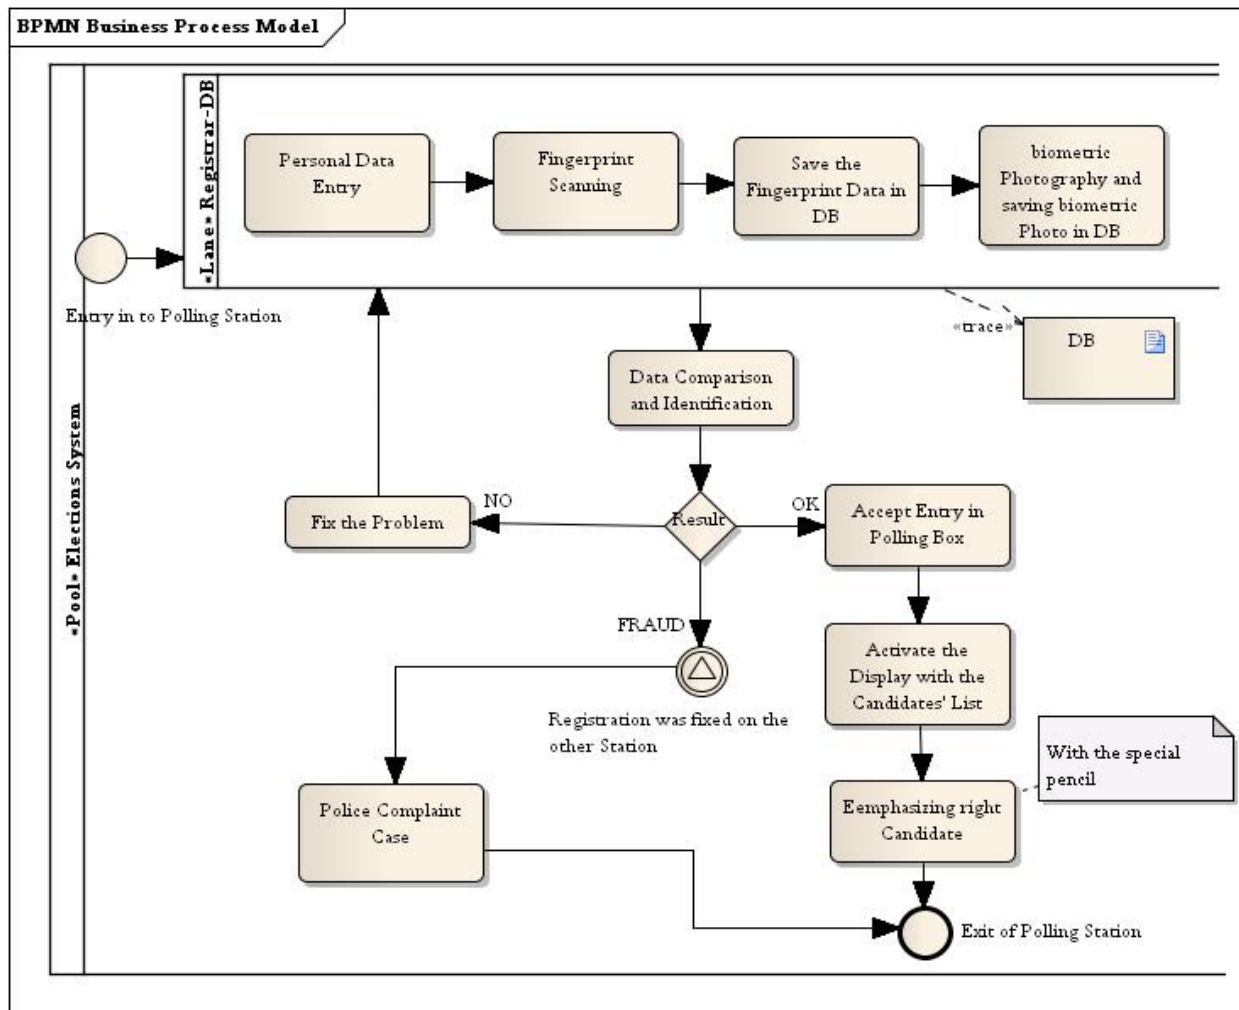 BPMN Business Process Model
«Pool» Elections System
«Lane» Registrar-DB
Personal Data
Entry
Fingerprint
Scanning
Save the
Fingerprint Data in
DB
biometric
Photography and
saving biometric
Photo in DB
Entry in to Polling Station
«trace»
DB
Data Comparison
and Identification
Fix the Problem
NO
Result
OK
Accept Entry in
Polling Box
FRAUD
Activate the
Display with the
Candidates' List
Registration was fixed on the
other Station
With the special
pencil
Police Complaint
Case
Eemphasizing right
Candidate
Exit of Polling Station